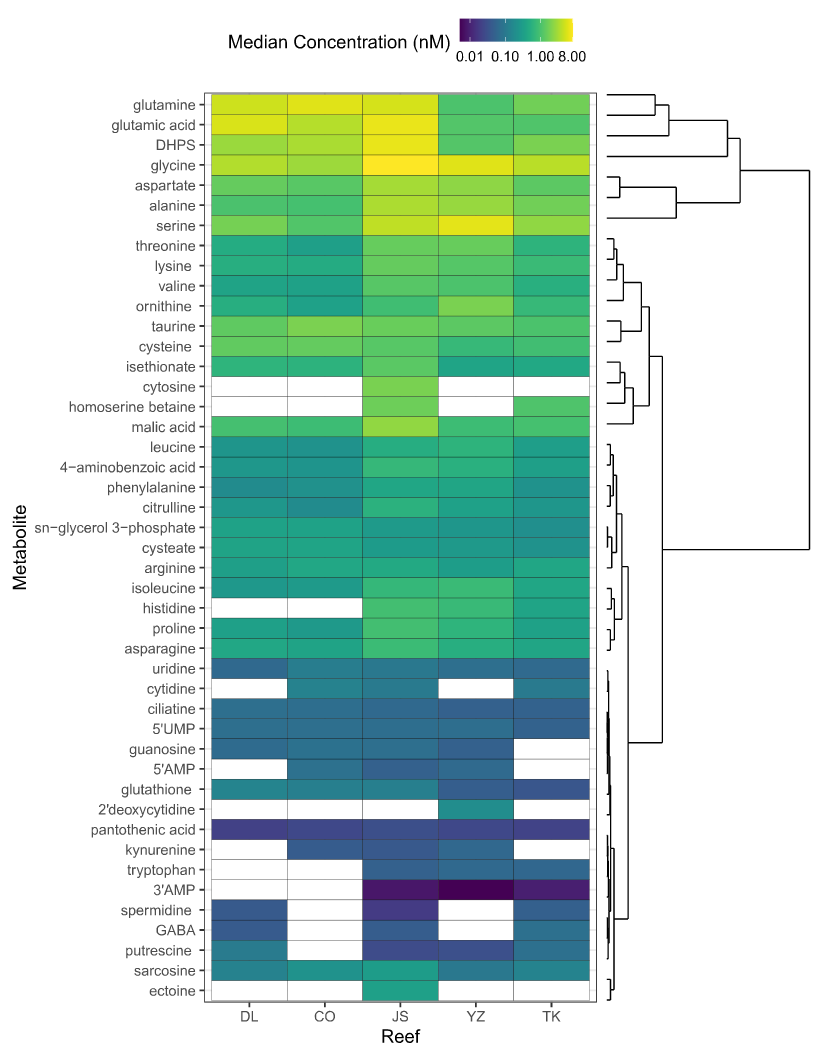 Median Concentration (nM)
0.01 0.10 1.00 8.00
Metabolite
glutamine
glutamic acid
DHPS
glycine
aspartate
alanine
serine
threonine
lysine
valine
ornithine
taurine
cysteine
isethionate
cytosine
homoserine betaine
malic acid
leucine
4−aminobenzoic acid
phenylalanine
citrulline
sn−glycerol 3−phosphate
cysteate
arginine
isoleucine
histidine
proline
asparagine
uridine
cytidine
ciliatine
5'UMP
guanosine
5'AMP
glutathione
2'deoxycytidine
pantothenic acid
kynurenine
tryptophan
3'AMP
spermidine
GABA
putrescine
sarcosine
ectoine
DL CO JS YZ TK
Reef